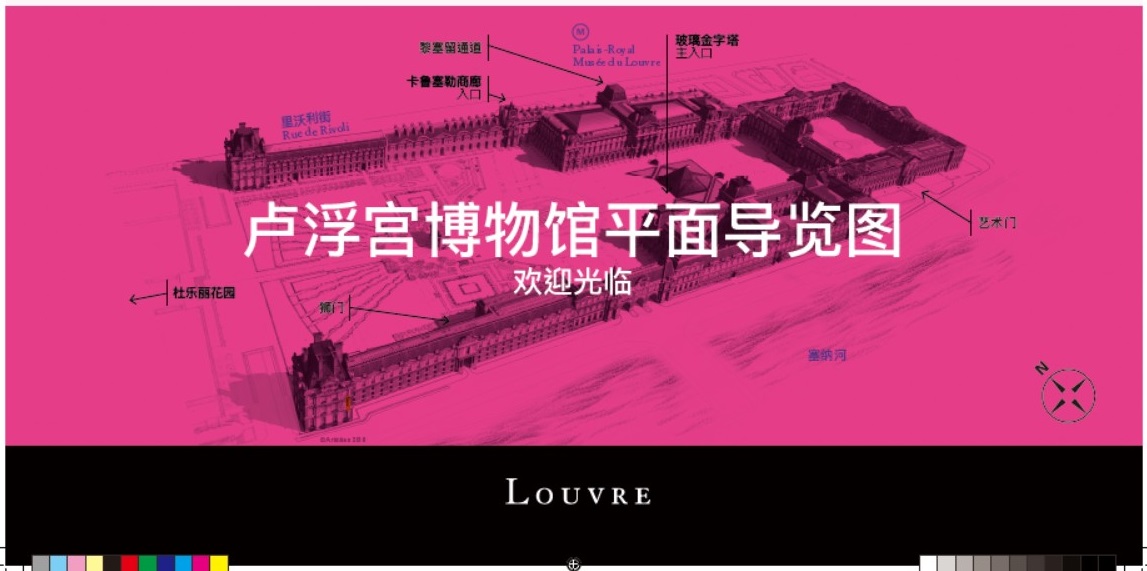 黎塞留通道
M
Palais-Royal
Musée du Louvre
玻璃金字塔
主入口
卡鲁塞勒商廊
入口
里沃利街
Rue de Rivoli
卢浮宫博物馆平面导览图
欢迎光临
艺术门
杜乐丽花园
狮门
塞纳河
N
LOUVRE